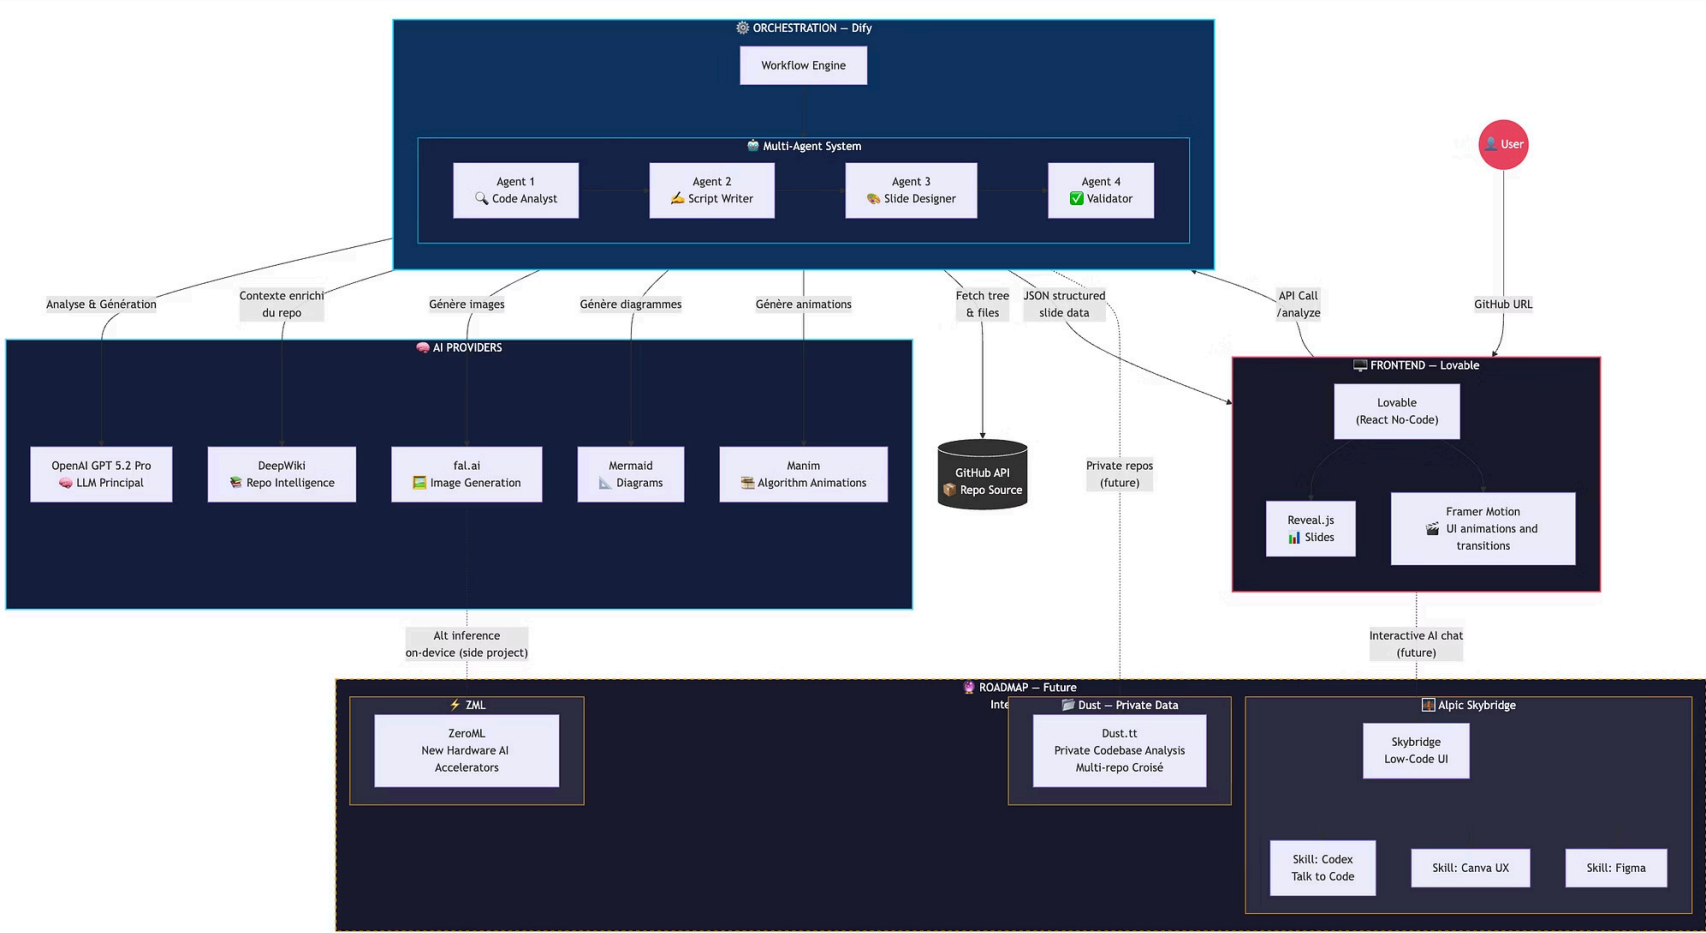 ORCHESTRATION — Dify
Workflow Engine
Multi-Agent System
Agent 1
Code Analyst
Agent 2
Script Writer
Agent 3
Slide Designer
Agent 4
Validator
User
Analyse & Génération
Contexte enrichi
du repo
Génère images
Génère diagrammes
Génère animations
Fetch tree
& files
JSON structured
slide data
API Call
/analyze
GitHub URL
AI PROVIDERS
OpenAI GPT 5.2 Pro
LLM Principal
DeepWiki
Repo Intelligence
fal.ai
Image Generation
Mermaid
Diagrams
Manim
Algorithm Animations
GitHub API
Repo Source
Private repos
(future)
FRONTEND — Lovable
Lovable
(React No-Code)
Reveal.js
Slides
Framer Motion
UI animations and
transitions
Alt inference
on-device (side project)
Interactive AI chat
(future)
ROADMAP — Future
Inte
ZML
ZeroML
New Hardware AI
Accelerators
Dust — Private Data
Dust.tt
Private Codebase Analysis
Multi-repo Croisé
Alpic Skybridge
Skybridge
Low-Code UI
Skill: Codex
Talk to Code
Skill: Canva UX
Skill: Figma